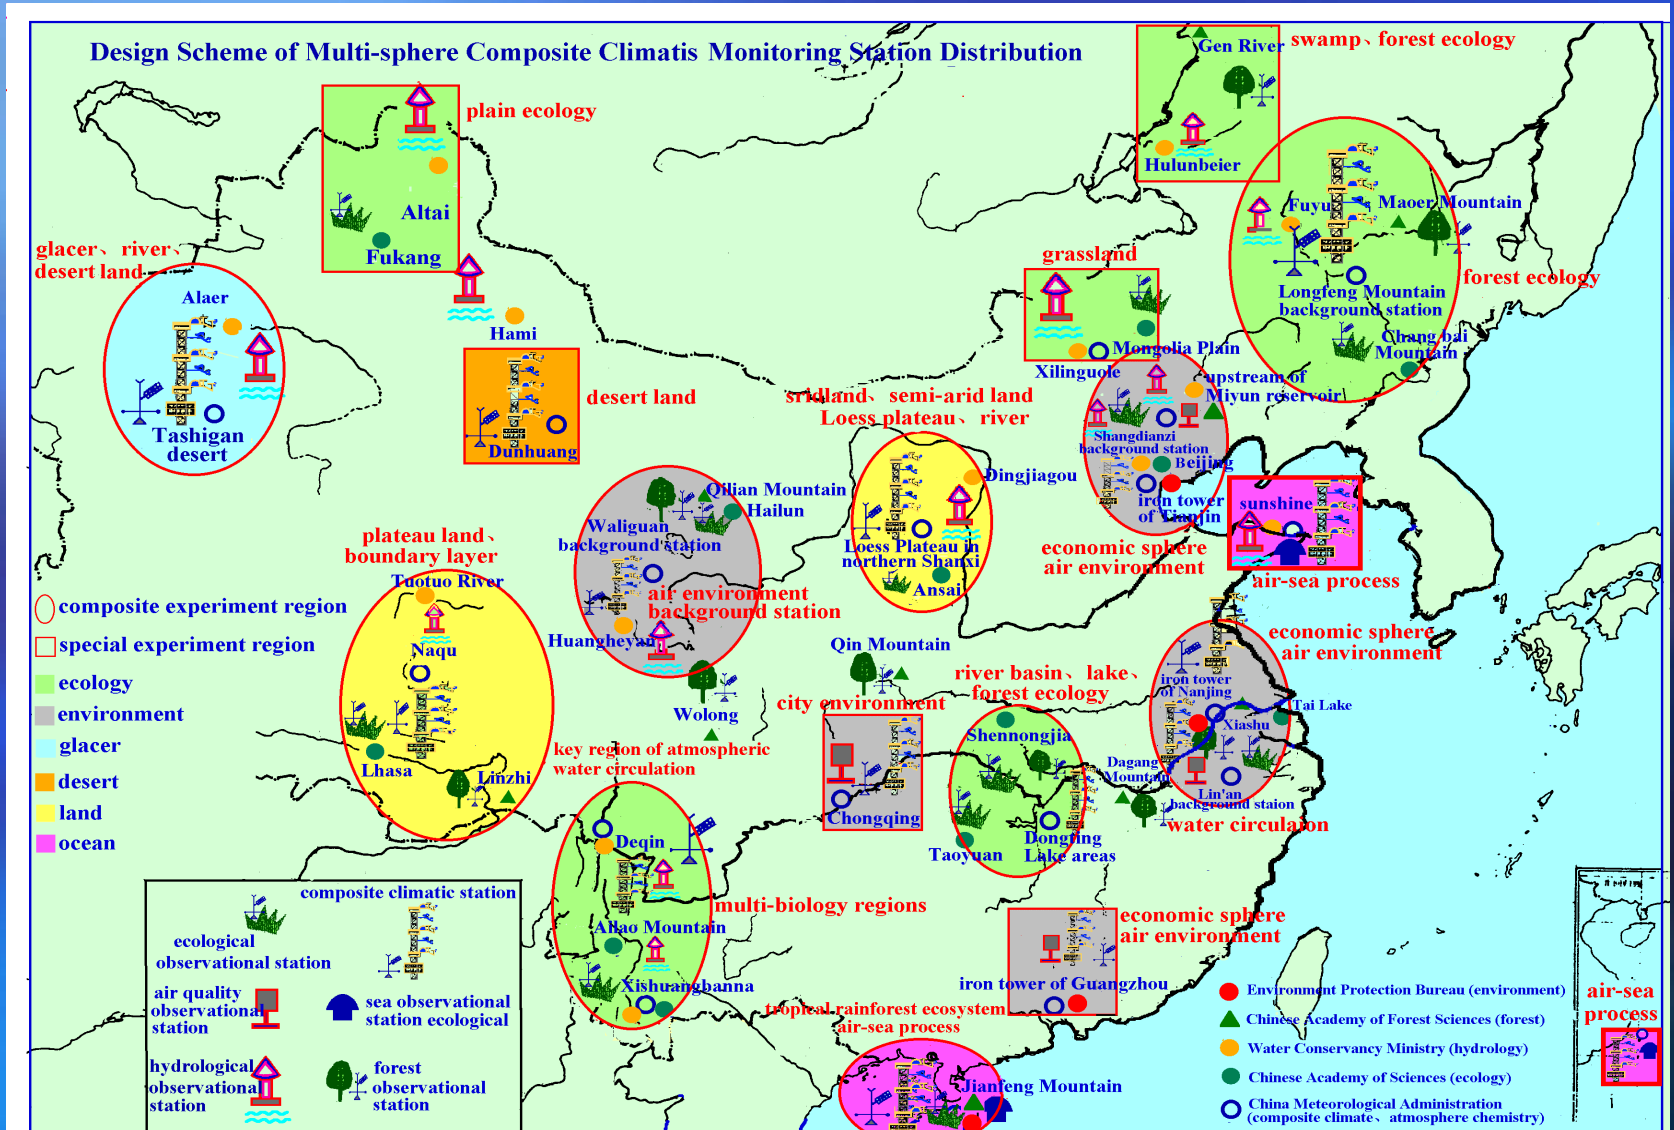 Design Scheme of Multi-sphere Composite Climatis Monitoring Station Distribution
Gen River
swamp、forest ecology
plain ecology
Hulunbeier
Altai
Fukang
Fuyu
Maoer Mountain
glacer、river、
desert land
grassland
forest ecology
Alaer
Longfeng Mountain
background station
Hami
Chang bai
Mountain
Mongolia Plain
Xilinguole
upstream of
Miyun reservoir
desert land
sridland、semi-arid land
Loess plateau、river
Tashigan
desert
Dunhuang
Shangdianzi
background station
Beijing
Dingjiagou
iron tower
of Tianjin
sunshine
Qilian Mountain
Hailun
Waliguan
background station
Loess Plateau in
northern Shanxi
Ansai
economic sphere
air environment
air-sea process
plateau land、
boundary layer
Tuotuo River
air environment
background station
composite experiment region
special experiment region
Huangheyan
Naqu
Qin Mountain
economic sphere
air environment
ecology
environment
glacer
desert
land
ocean
river basin、lake、
forest ecology
iron tower
of Nanjing
Tai Lake
Xiashu
Wolong
city environment
Shennongjia
key region of atmospheric
water circulation
Lhasa
Linzhi
Dagang
Mountain
Lin'an
background staion
water circulaion
Chongqing
Deqin
Taoyuan
Dongting
Lake areas
multi-biology regions
Ailao Mountain
economic sphere
air environment
composite climatic station
ecological
observational station
air quality
observational
station
sea observational
station ecological
hydrological
observational
station
forest
observational
station
Xishuangbanna
iron tower of Guangzhou
tropical rainforest ecosystem
air-sea process
Jianfeng Mountain
Environment Protection Bureau (environment)
Chinese Academy of Forest Sciences (forest)
Water Conservancy Ministry (hydrology)
Chinese Academy of Sciences (ecology)
China Meteorological Administration
(composite climate、atmosphere chemistry)
air-sea
process